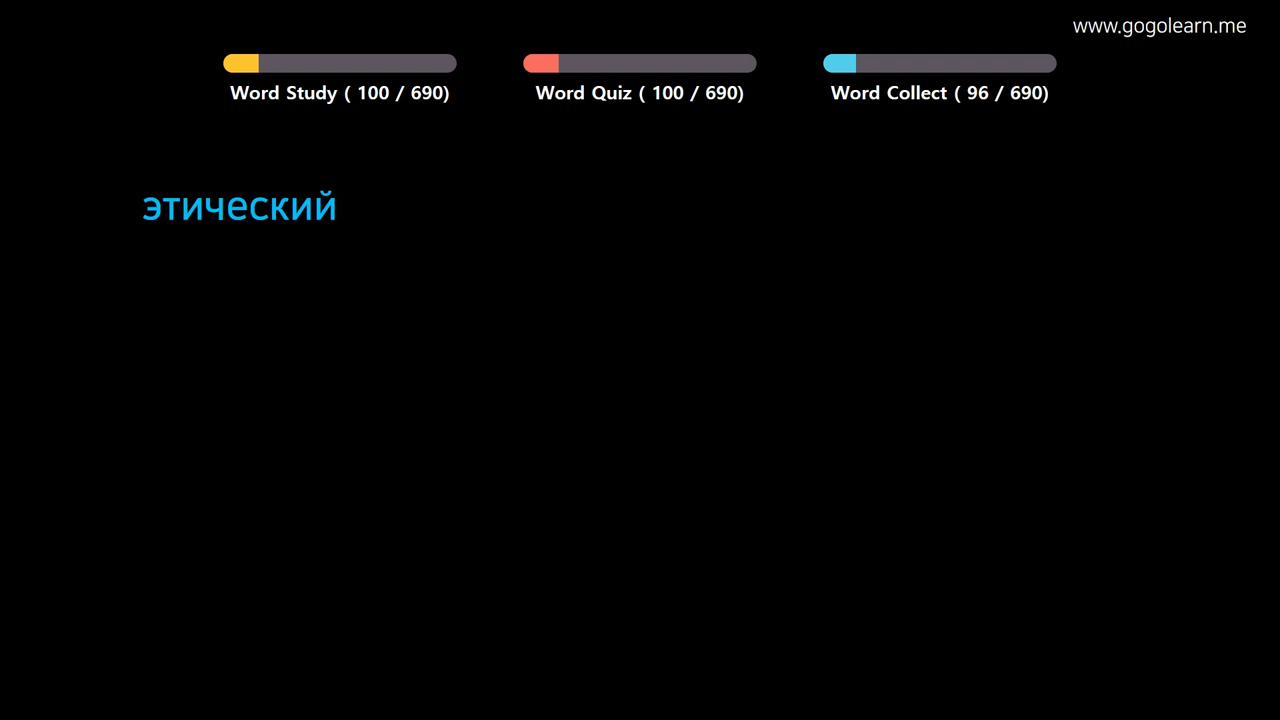 www.gogolearn.me
Word Study ( 100 / 690)
Word Quiz ( 100 / 690)
Word Collect ( 96 / 690)
этический